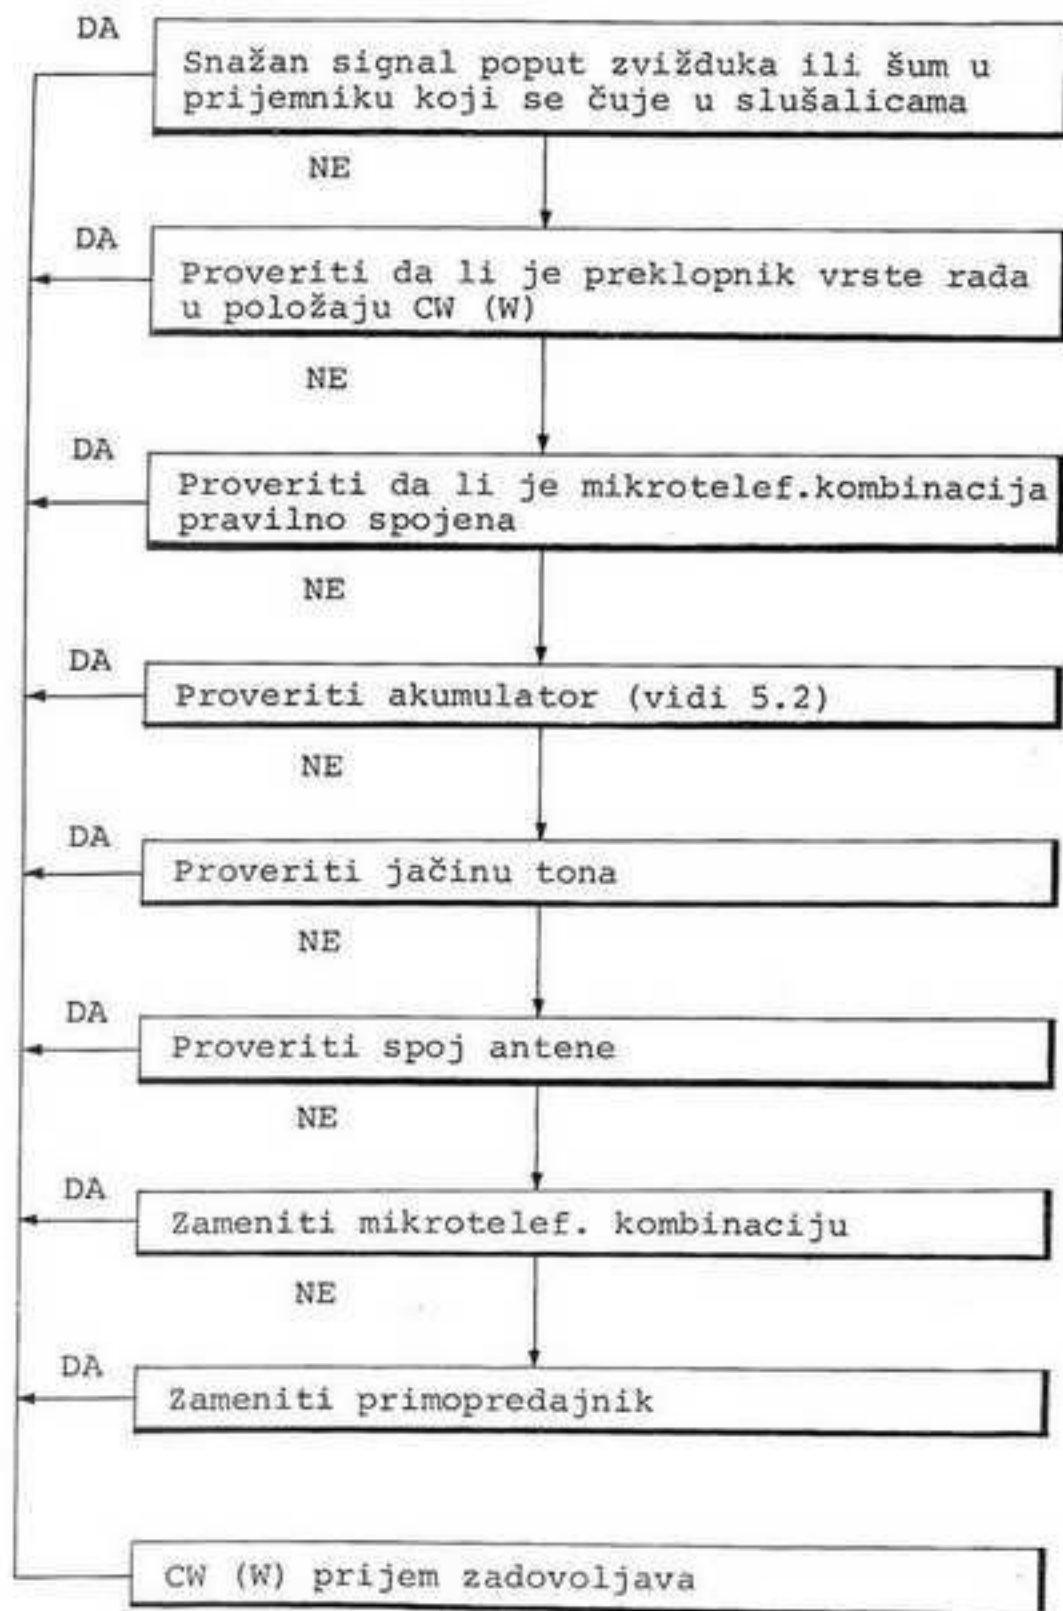 DA
Snažan signal poput zvižduka ili šum u
prijemniku koji se čuje u slušalicama
NE
DA
Proveriti da li je preklopnik vrste rada
u položaju CW (W)
NE
DA
Proveriti da li je mikrotelef.kombinacija
pravilno spojena
NE
DA
Proveriti akumulator (vidi 5.2)
NE
DA
Proveriti jačinu tona
NE
DA
Proveriti spoj antene
NE
DA
Zameniti mikrotelef. kombinaciju
NE
DA
Zameniti primopredajnik
CW (W) prijem zadovoljava